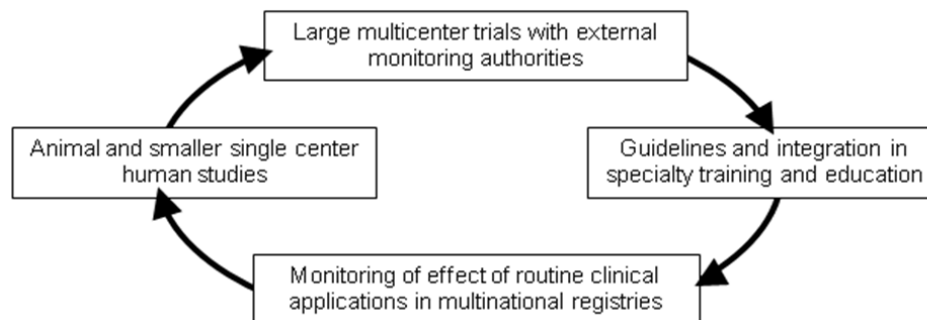 Large multicenter trials with external
monitoring authorities
Animal and smaller single center
human studies
Guidelines and integration in
specialty training and education
Monitoring of effect of routine clinical
applications in multinational registries